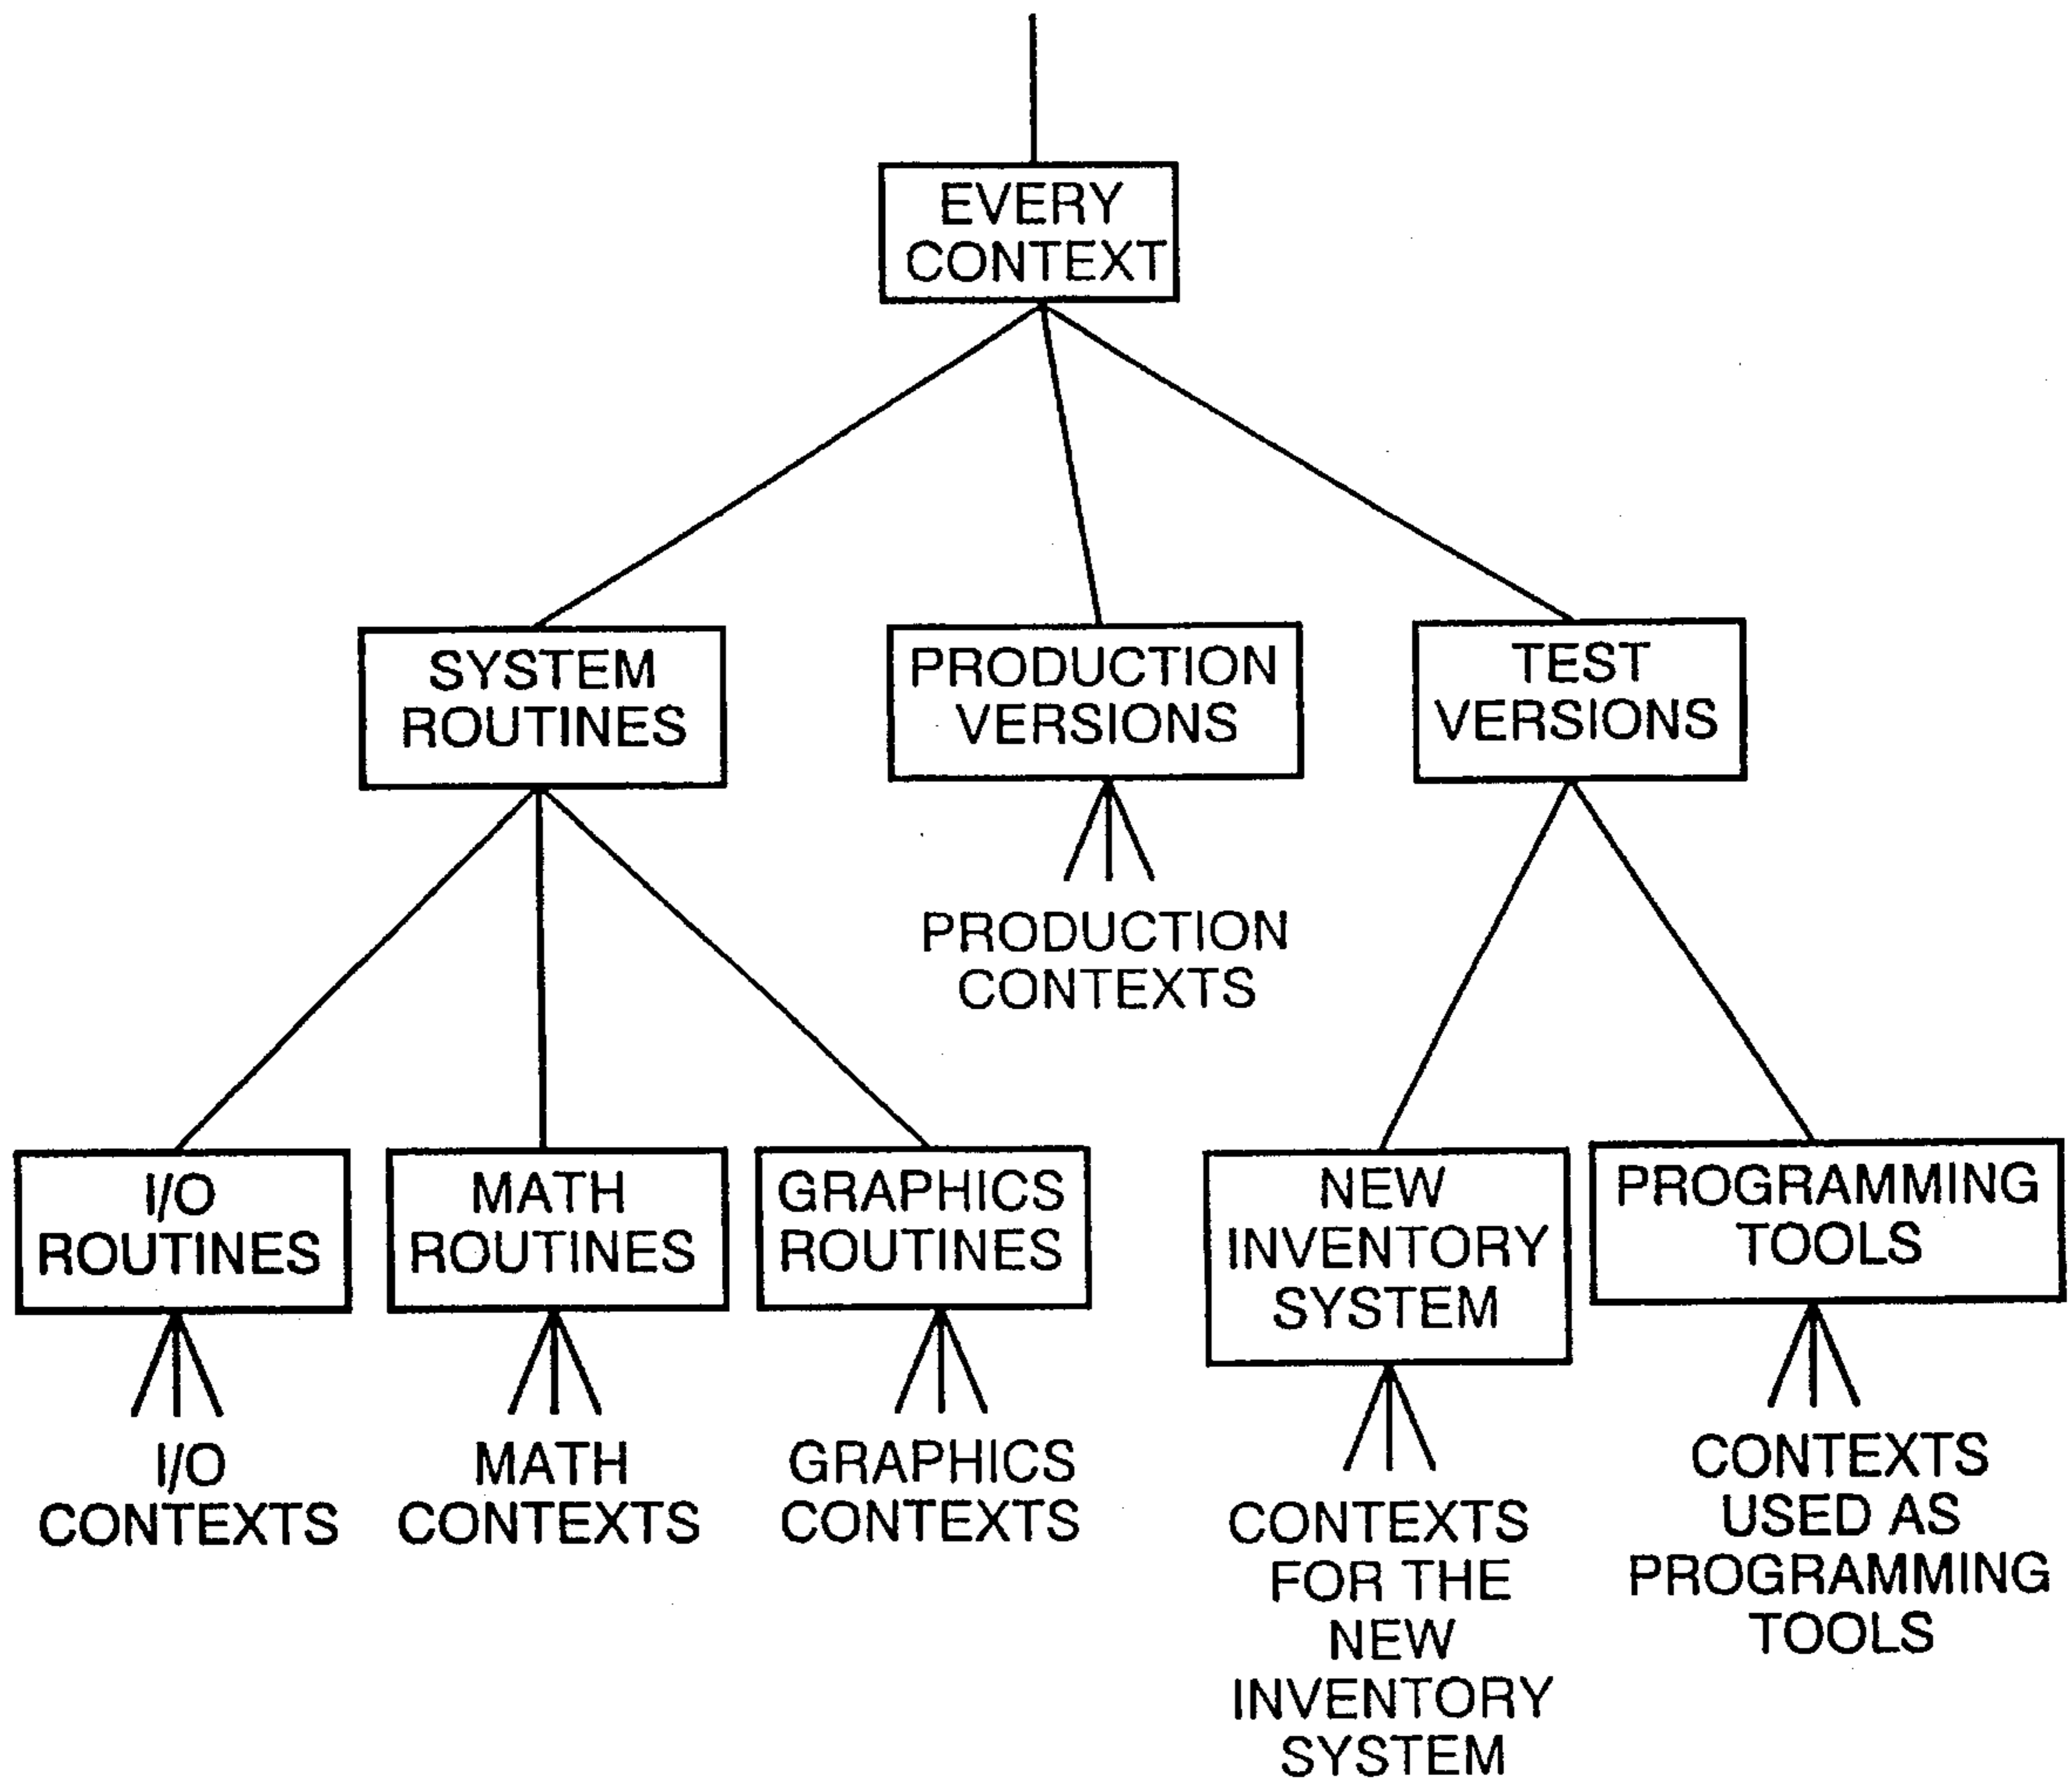 EVERY
CONTEXT
SYSTEM
ROUTINES
PRODUCTION
VERSIONS
TEST
VERSIONS
PRODUCTION
CONTEXTS
I/O
ROUTINES
MATH
ROUTINES
GRAPHICS
ROUTINES
NEW
INVENTORY
SYSTEM
PROGRAMMING
TOOLS
I/O
CONTEXTS
MATH
CONTEXTS
GRAPHICS
CONTEXTS
CONTEXTS
FOR THE
NEW
INVENTORY
SYSTEM
CONTEXTS
USED AS
PROGRAMMING
TOOLS